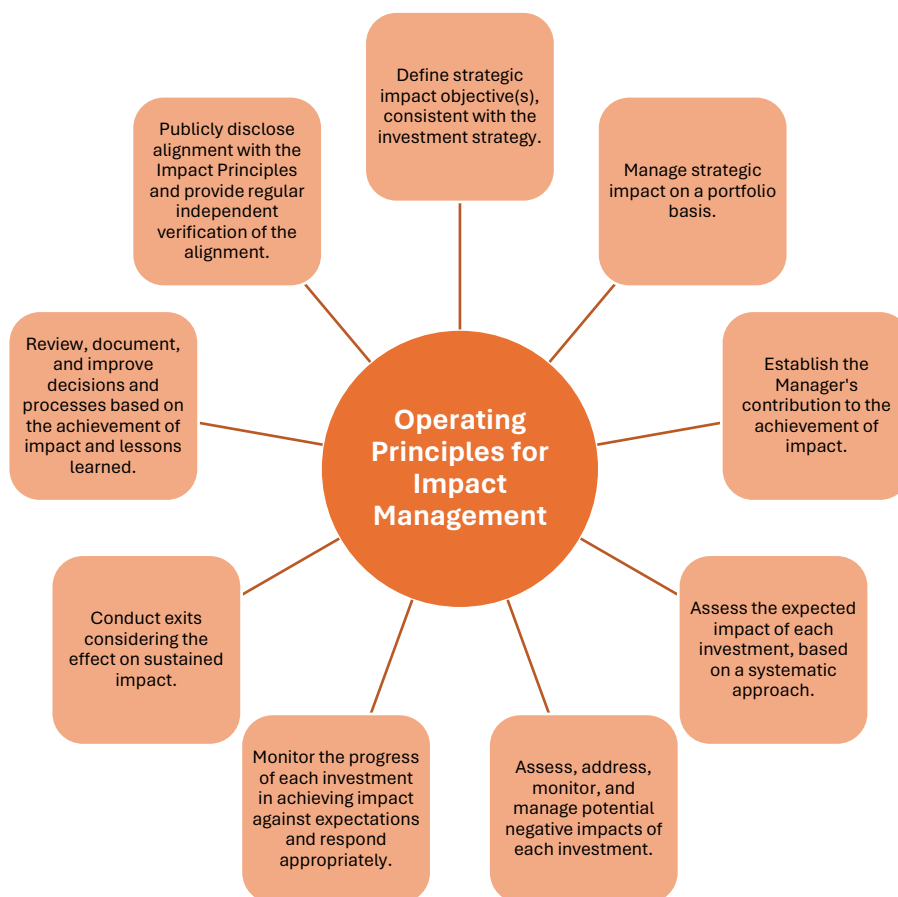 Operating
Principles for
Impact
Management
Define strategic
impact objective(s),
consistent with the
investment strategy.
Manage strategic
impact on a portfolio
basis.
Establish the
Manager's
contribution to the
achievement of
impact.
Assess the expected
impact of each
investment, based
on a systematic
approach.
Assess, address,
monitor, and
manage potential
negative impacts of
each investment.
Monitor the progress
of each investment
in achieving impact
against expectations
and respond
appropriately.
Conduct exits
considering the
effect on sustained
impact.
Review, document,
and improve
decisions and
processes based on
the achievement of
impact and lessons
learned.
Publicly disclose
alignment with the
Impact Principles
and provide regular
independent
verification of the
alignment.